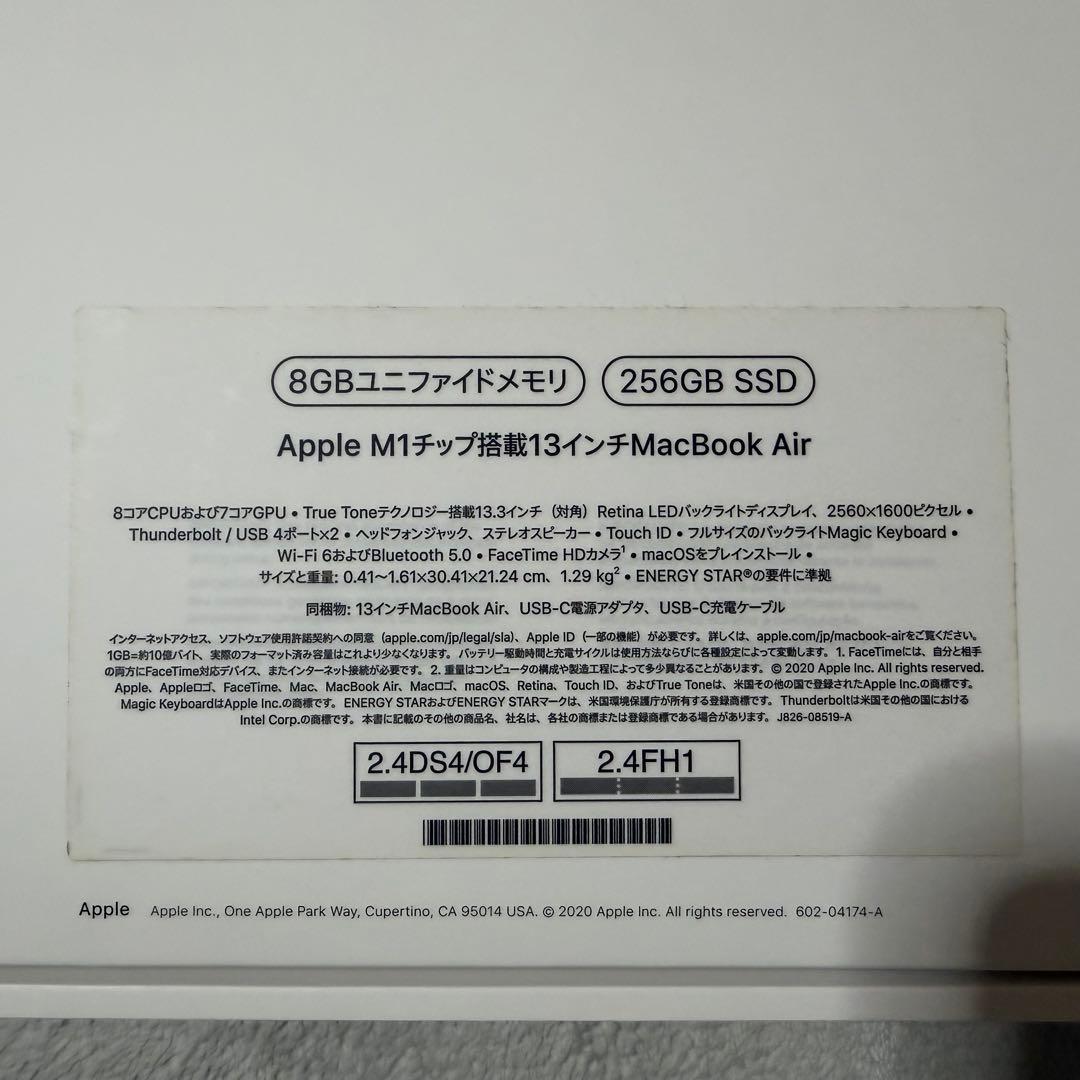 8GBユニファイドメモリ 256GB SSD
Apple M1チップ搭載13インチMacBook Air
8コアCPUおよび7コアGPU • True Toneテクノロジー搭載13.3インチ（対角）Retina LEDバックライトディスプレイ、2560×1600ピクセル •
Thunderbolt / USB 4ポート×2 • ヘッドフォンジャック、ステレオスピーカー • Touch ID • フルサイズのバックライトMagic Keyboard •
Wi-Fi 6およびBluetooth 5.0 • FaceTime HDカメラ¹ • macOSをプレインストール •
サイズと重量: 0.41〜1.61×30.41×21.24 cm、1.29 kg² • ENERGY STAR®の要件に準拠
同梱物: 13インチMacBook Air、USB-C電源アダプタ、USB-C充電ケーブル
インターネットアクセス、ソフトウェア使用許諾契約への同意（apple.com/jp/legal/sla）、Apple ID（一部の機能）が必要です。詳しくは、apple.com/jp/macbook-airをご覧ください。
1GB=約10億バイト、実際のフォーマット済み容量はこれより少なくなります。バッテリー駆動時間と充電サイクルは使用方法ならびに各種設定によって変動します。1. FaceTimeには、自分と相手
の両方にFaceTime対応デバイス、またインターネット接続が必要です。2. 重量はコンピュータの構成や製造工程によって多少異なることがあります。© 2020 Apple Inc. All rights reserved.
Apple、Appleロゴ、FaceTime、Mac、MacBook Air、Macロゴ、macOS、Retina、Touch ID、およびTrue Toneは、米国その他の国で登録されたApple Inc.の商標です。
Magic KeyboardはApple Inc.の商標です。ENERGY STARおよびENERGY STARマークは、米国環境保護庁が所有する登録商標です。Thunderboltは米国その他の国における
Intel Corp.の商標です。本書に記載のその他の商品名、社名は、各社の商標または登録商標である場合があります。J826-08519-A
2.4DS4/OF4 2.4FH1
Apple Apple Inc., One Apple Park Way, Cupertino, CA 95014 USA. © 2020 Apple Inc. All rights reserved. 602-04174-A